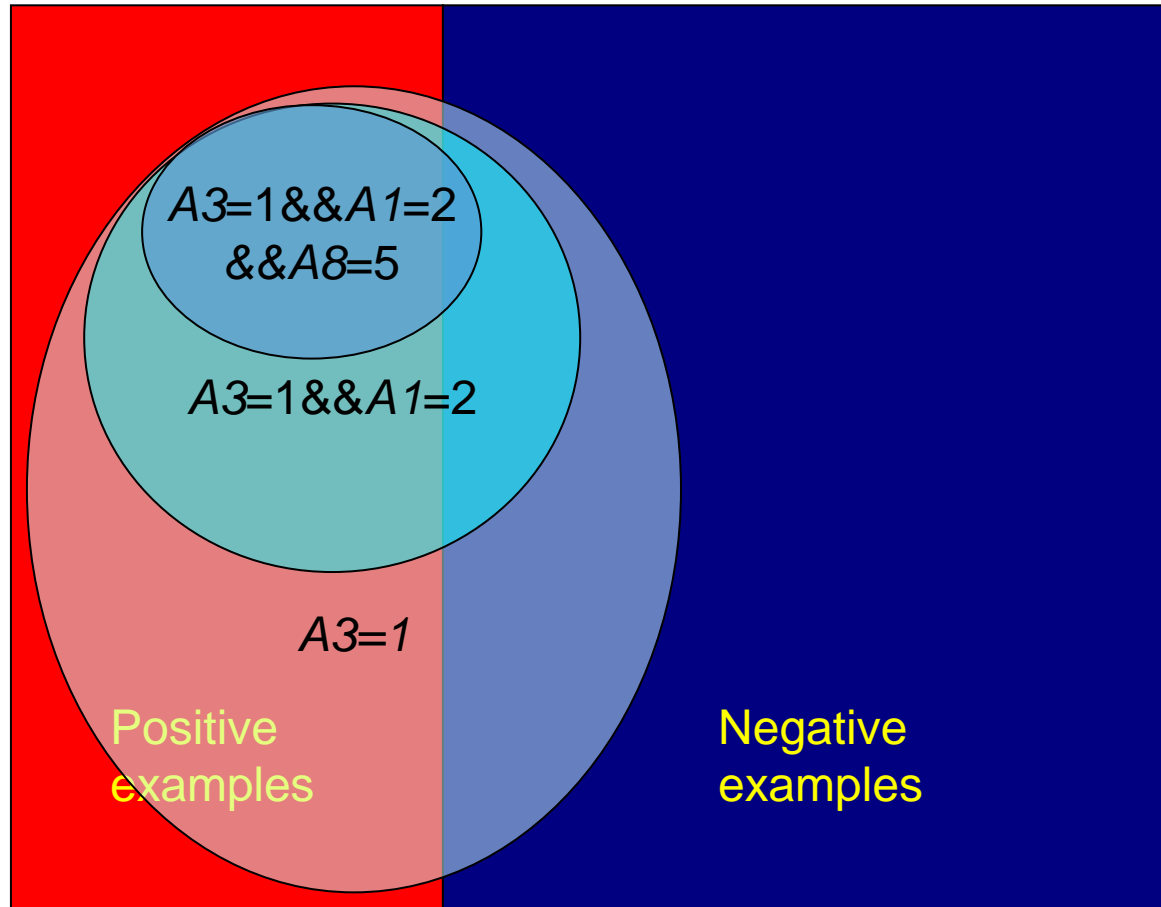 A3=1&&A1=2
&&A8=5
A3=1&&A1=2
A3=1
Positive
examples
Negative
examples